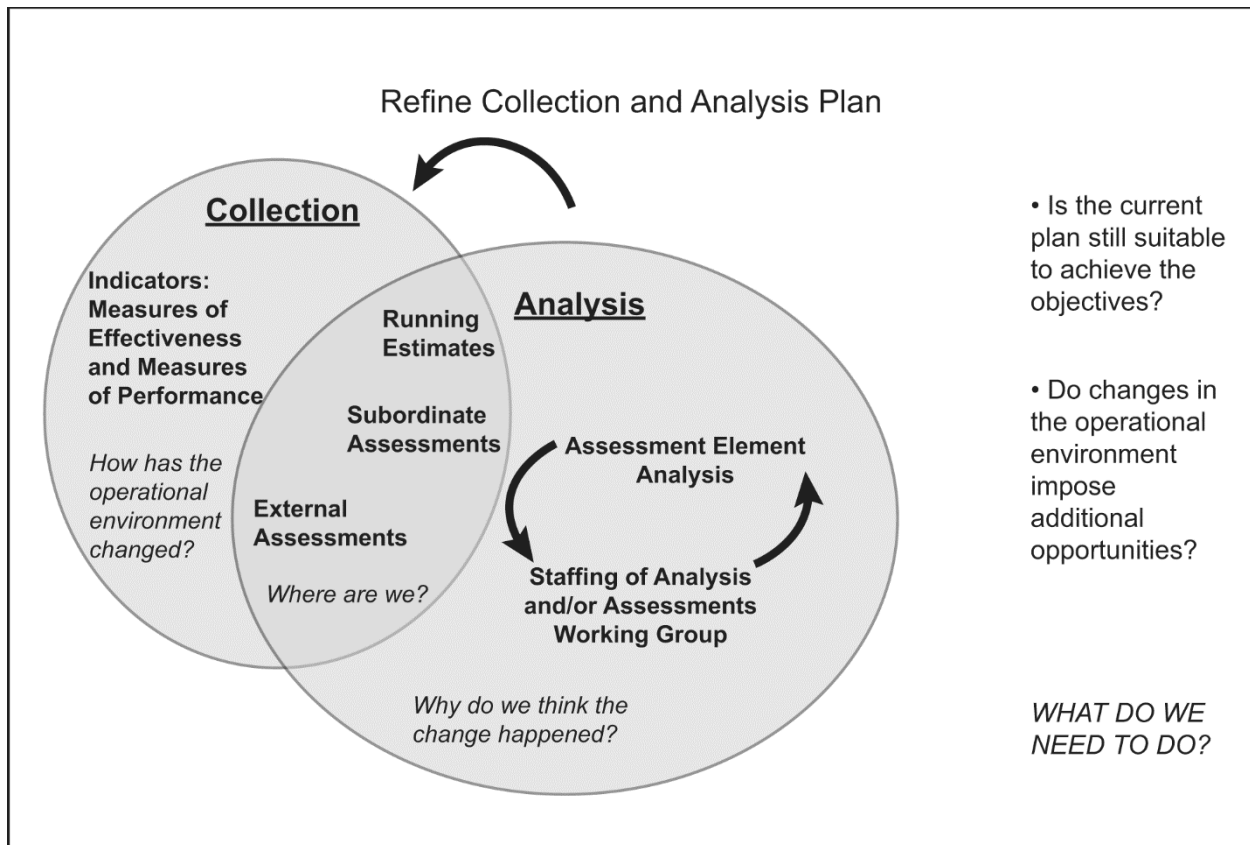 Refine Collection and Analysis Plan
Collection
Indicators:
Measures of
Effectiveness
and Measures
of Performance
How has the
operational
environment
changed?
Running
Estimates
Subordinate
Assessments
External
Assessments
Where are we?
Analysis
Assessment Element
Analysis
Staffing of Analysis
and/or Assessments
Working Group
Why do we think the
change happened?
• Is the current
plan still suitable
to achieve the
objectives?
• Do changes in
the operational
environment
impose
additional
opportunities?
WHAT DO WE
NEED TO DO?